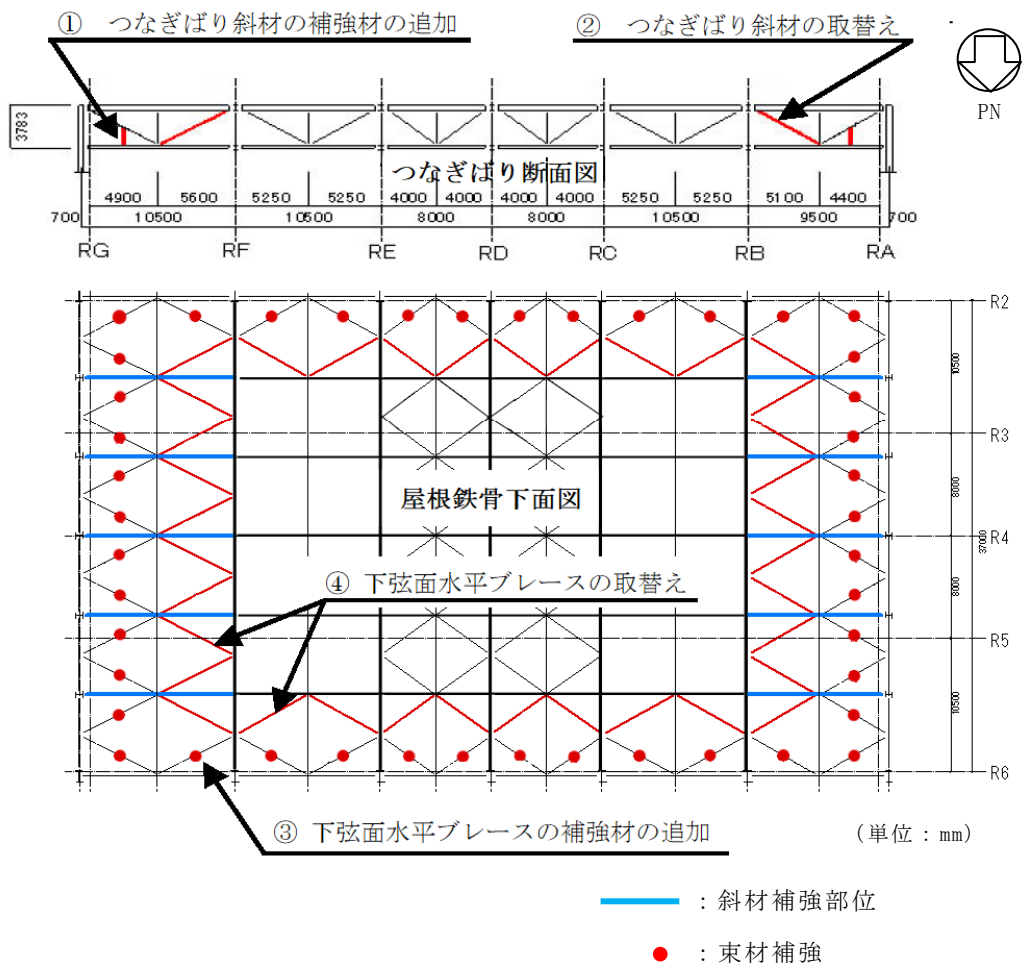 ① つなぎばり斜材の補強材の追加
② つなぎばり斜材の取替え
PN
3783
つなぎばり断面図
4900 5600 5250 5250 4000 4000 4000 4000 5250 5250 5100 4400
700 10500 10500 8000 8000 10500 9500 700
RG RF RE RD RC RB RA
R2
10500
R3
屋根鉄骨下面図
8000
R4
37000
④ 下弦面水平ブレースの取替え
8000
R5
10500
R6
③ 下弦面水平ブレースの補強材の追加
(単位:mm)
:斜材補強部位
:束材補強